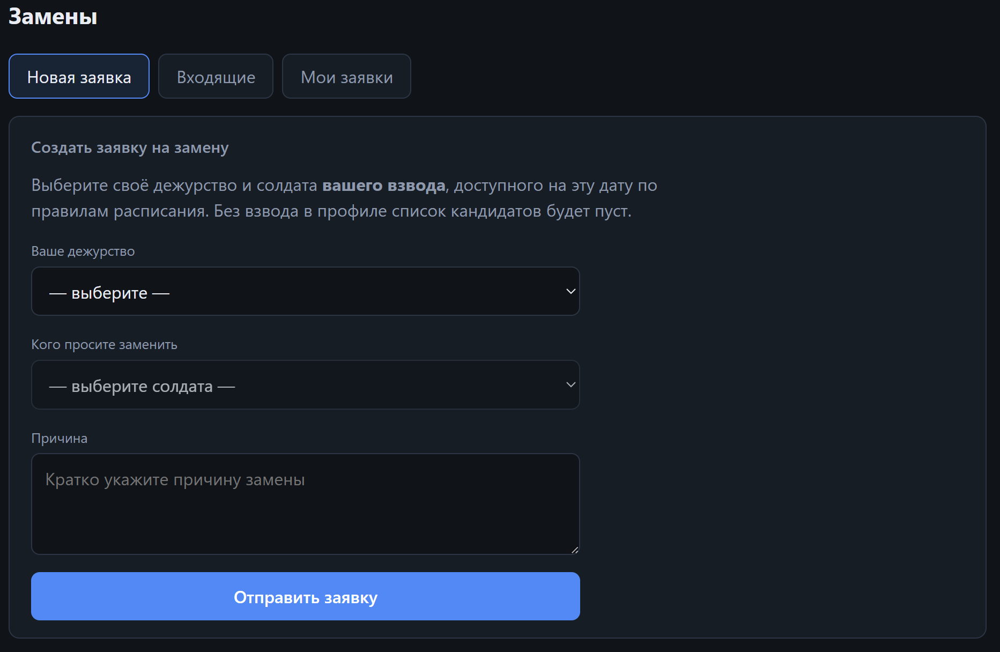 Замены
Новая заявка
Входящие
Мои заявки
Создать заявку на замену
Выберите своё дежурство и солдата вашего взвода, доступного на эту дату по
правилам расписания. Без взвода в профиле список кандидатов будет пуст.
Ваше дежурство
— выберите —
Кого просите заменить
— выберите солдата —
Причина
Кратко укажите причину замены
Отправить заявку